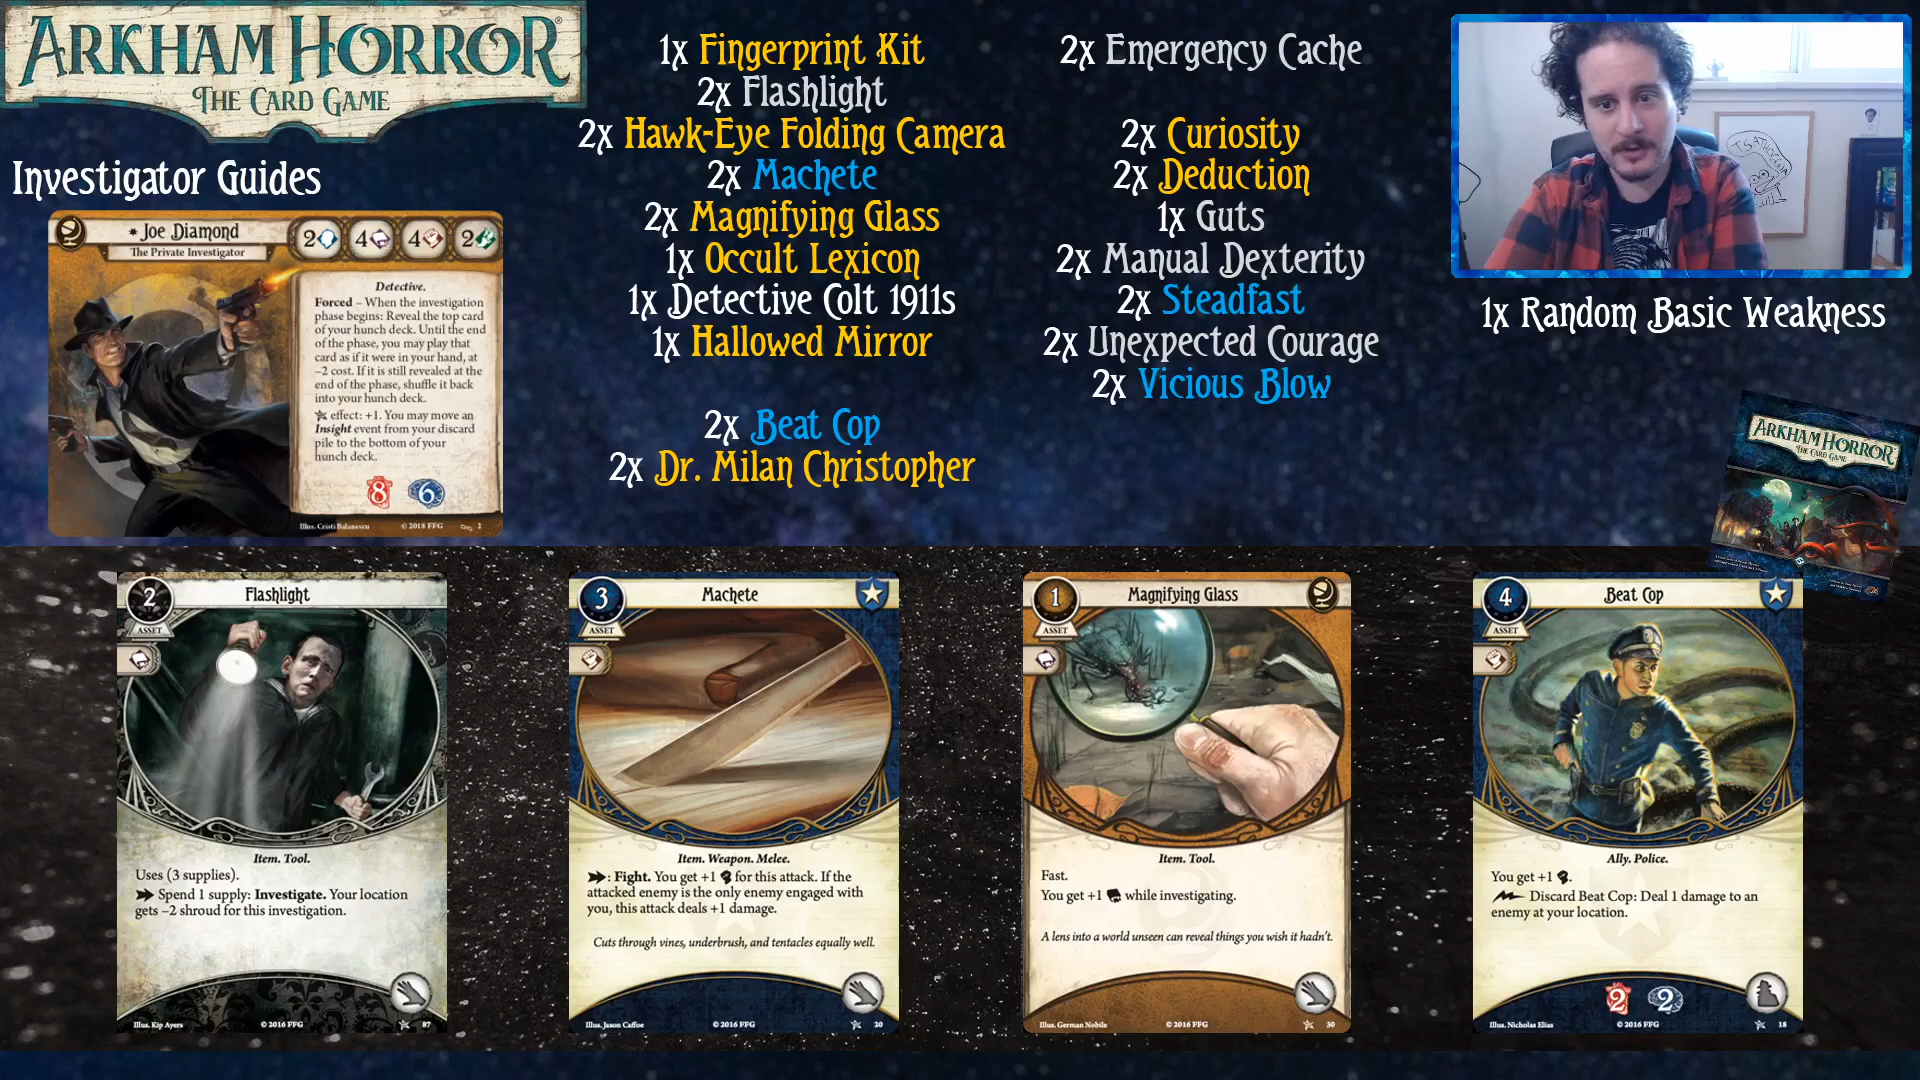 ARKHAM HORROR®
THE CARD GAME
Investigator Guides
Joe Diamond
The Private Investigator
2 4 4 2
Detective.
Forced – When the investigation
phase begins: Reveal the top card
of your hunch deck. Until the end
of the phase, you may play that
card as if it were in your hand, at
–2 cost. If it is still revealed at the
end of the phase, shuffle it back
into your hunch deck.
effect: +1. You may move an
Insight event from your discard
pile to the bottom of your
hunch deck.
8 6
Illus. Cristi Balanescu © 2018 FFG 2
1x Fingerprint Kit
2x Flashlight
2x Hawk-Eye Folding Camera
2x Machete
2x Magnifying Glass
1x Occult Lexicon
1x Detective Colt 1911s
1x Hallowed Mirror
2x Beat Cop
2x Dr. Milan Christopher
2x Emergency Cache
2x Curiosity
2x Deduction
1x Guts
2x Manual Dexterity
2x Steadfast
2x Unexpected Courage
2x Vicious Blow
TSATHOGGUA
1x Random Basic Weakness
ARKHAM HORROR
THE CARD GAME
2
Flashlight
ASSET
Item. Tool.
Uses (3 supplies).
Spend 1 supply: Investigate. Your location
gets –2 shroud for this investigation.
Illus. Kip Ayers © 2016 FFG 87
3
Machete
ASSET
Item. Weapon. Melee.
: Fight. You get +1 for this attack. If the
attacked enemy is the only enemy engaged with
you, this attack deals +1 damage.
Cuts through vines, underbrush, and tentacles equally well.
Illus. Jason Caffoe © 2016 FFG 20
1
Magnifying Glass
ASSET
Item. Tool.
Fast.
You get +1 while investigating.
A lens into a world unseen can reveal things you wish it hadn't.
Illus. German Nobile © 2016 FFG 30
4
Beat Cop
ASSET
Ally. Police.
You get +1 .
Discard Beat Cop: Deal 1 damage to an
enemy at your location.
2 2
Illus. Nicholas Elias © 2016 FFG 18